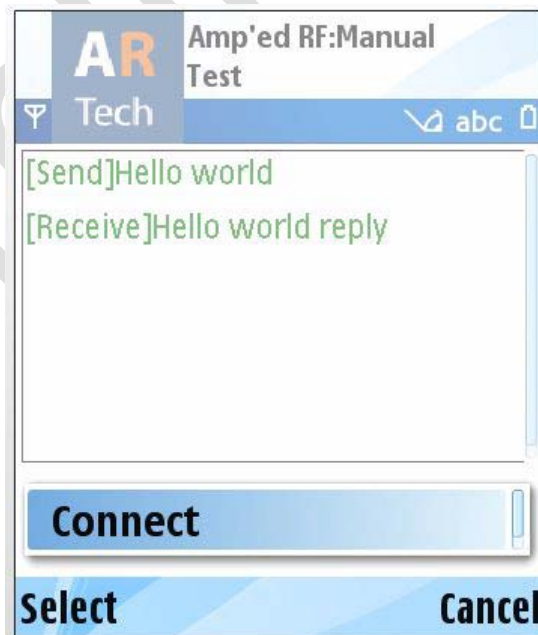 AR
Tech
Amp'ed RF:Manual
Test
abc
[Send]Hello world
[Receive]Hello world reply
Connect
Select
Cancel